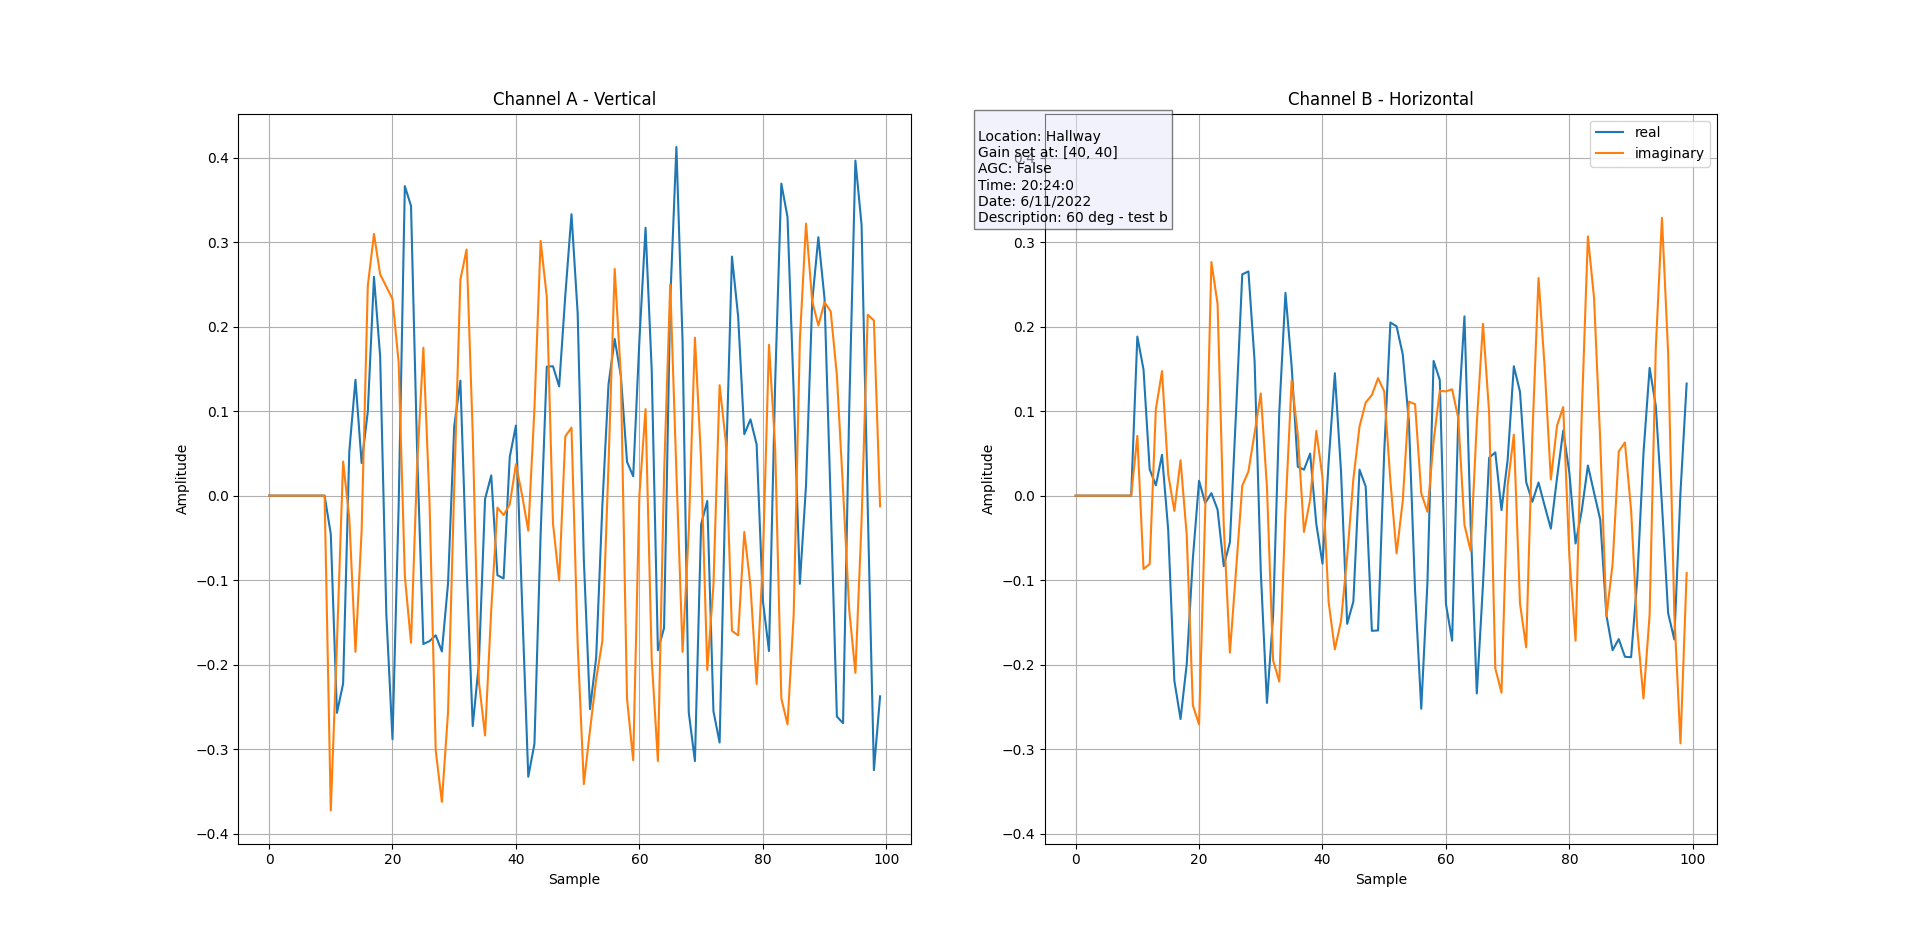 Channel A - Vertical
Amplitude
0.4
0.3
0.2
0.1
0.0
−0.1
−0.2
−0.3
−0.4
0 20 40 60 80 100
Sample
Channel B - Horizontal
Location: Hallway
Gain set at: [40, 40]
AGC: False
Time: 20:24:0
Date: 6/11/2022
Description: 60 deg - test b
real
imaginary
Amplitude
0.4
0.3
0.2
0.1
0.0
−0.1
−0.2
−0.3
−0.4
0 20 40 60 80 100
Sample